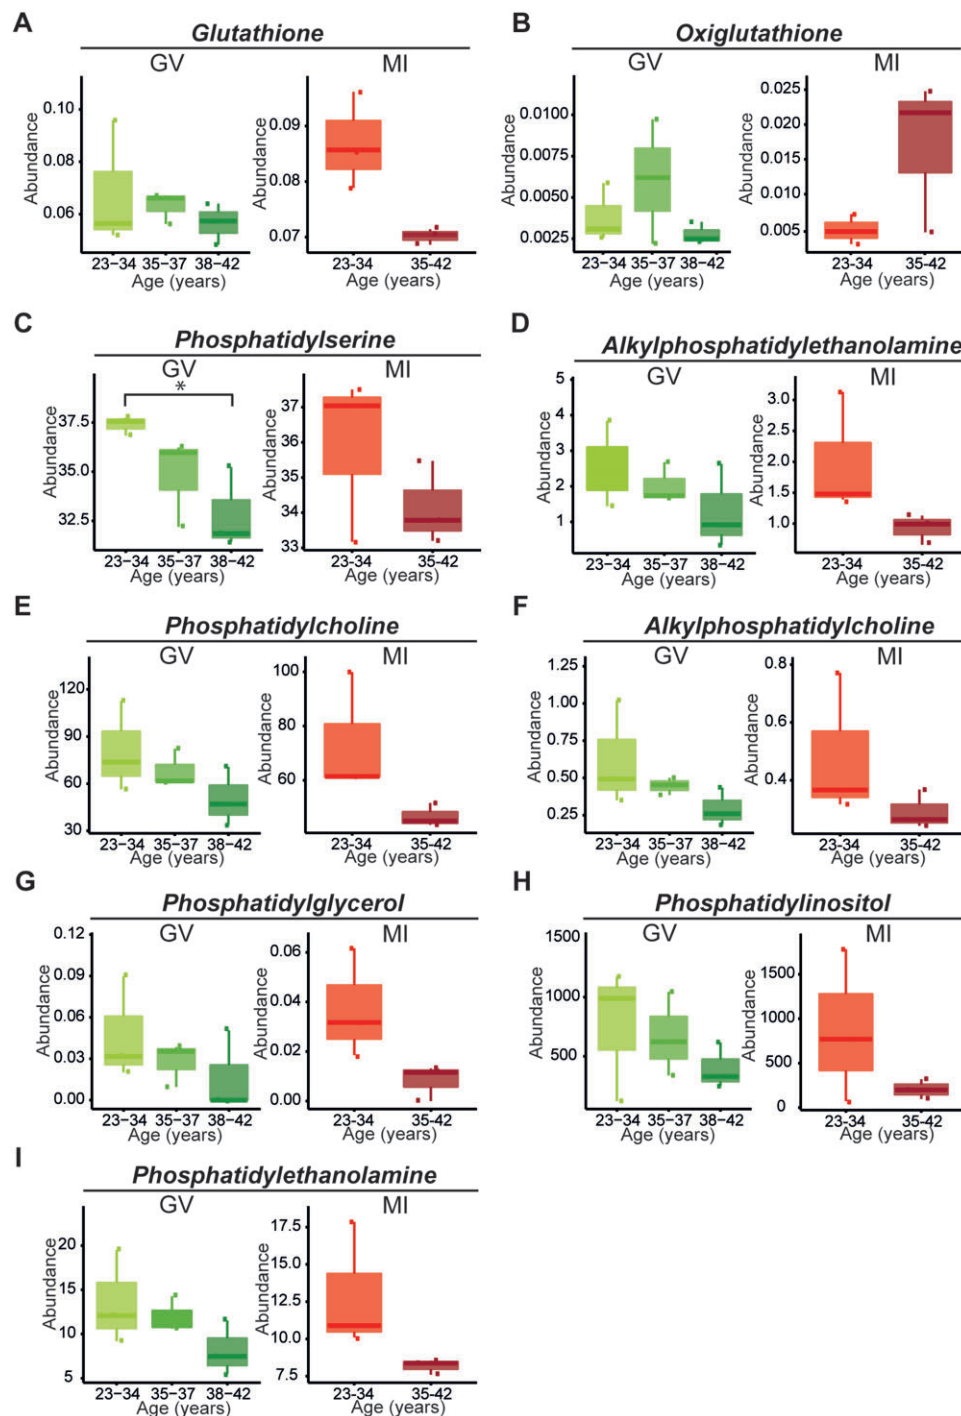 A
Glutathione
GV
MI
Abundance
0.10
0.08
0.06
23–34
35–37
38–42
Age (years)
Abundance
0.09
0.08
0.07
23-34
35-42
Age (years)
B
Oxiglutathione
GV
MI
Abundance
0.0100
0.0075
0.0050
0.0025
23–34
35–37
38–42
Age (years)
Abundance
0.025
0.020
0.015
0.010
0.005
0.0
23-34
35-42
Age (years)
C
Phosphatidylserine
GV
MI
*
Abundance
37.5
35.0
32.5
23–34
35–37
38–42
Age (years)
Abundance
37
36
35
34
33
23-34
35-42
Age (years)
D
Alkylphosphatidylethanolamine
GV
MI
Abundance
5
4
3
2
1
23–34
35–37
38–42
Age (years)
Abundance
3.0
2.5
2.0
1.5
1.0
23-34
35-42
Age (years)
E
Phosphatidylcholine
GV
MI
Abundance
120
90
60
30
23–34
35–37
38–42
Age (years)
Abundance
100
80
60
23-34
35-42
Age (years)
F
Alkylphosphatidylcholine
GV
MI
Abundance
1.25
1.00
0.75
0.50
0.25
23–34
35–37
38–42
Age (years)
Abundance
0.8
0.6
0.4
23-34
35-42
Age (years)
G
Phosphatidylglycerol
GV
MI
Abundance
0.12
0.09
0.06
0.03
0.00
23–34
35–37
38–42
Age (years)
Abundance
0.06
0.04
0.02
0.00
23-34
35-42
Age (years)
H
Phosphatidylinositol
GV
MI
Abundance
1500
1000
500
23–34
35–37
38–42
Age (years)
Abundance
1500
1000
500
0
23-34
35-42
Age (years)
I
Phosphatidylethanolamine
GV
MI
Abundance
20
15
10
5
23–34
35–37
38–42
Age (years)
Abundance
17.5
15.0
12.5
10.0
7.5
23-34
35-42
Age (years)